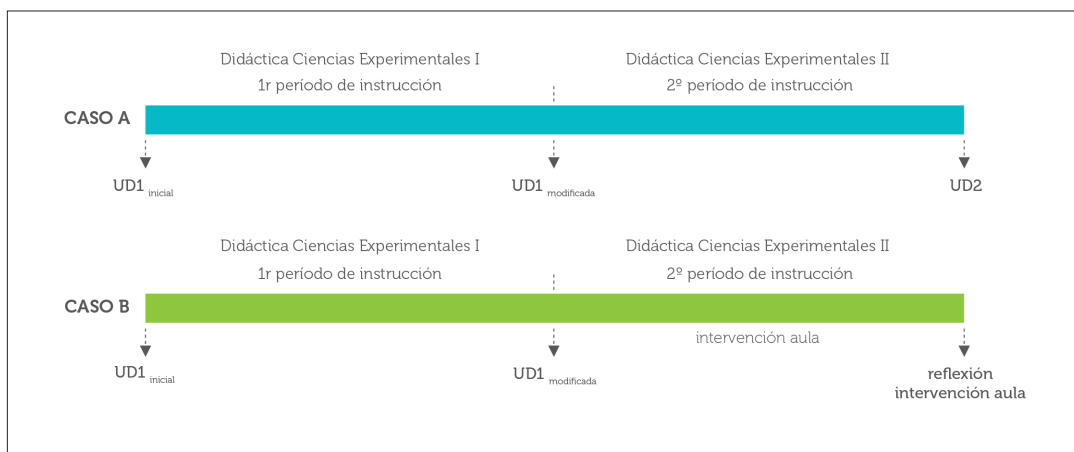 Didáctica Ciencias Experimentales I
1r período de instrucción
Didáctica Ciencias Experimentales II
2º período de instrucción
CASO A
UD1 inicial
UD1 modificada
UD2
Didáctica Ciencias Experimentales I
1r período de instrucción
Didáctica Ciencias Experimentales II
2º período de instrucción
CASO B
intervención aula
UD1 inicial
UD1 modificada
reflexión
intervención aula